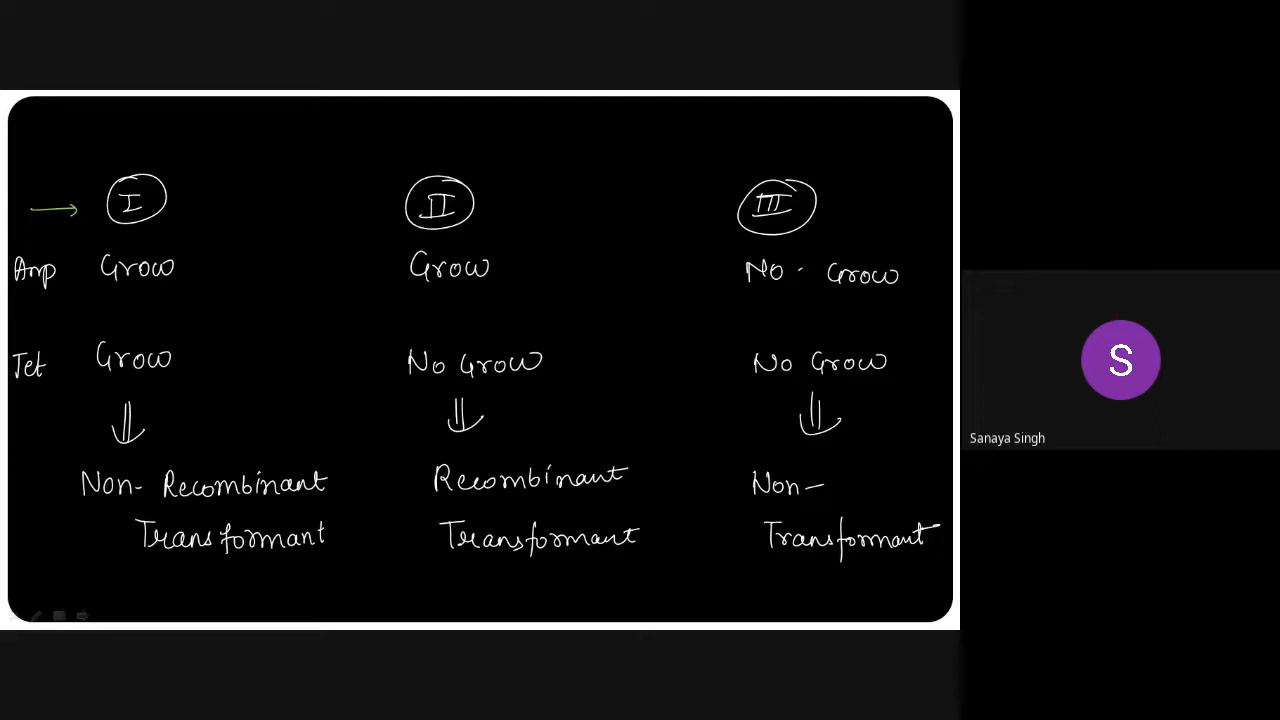 I II III
Amp Grow Grow No Grow
Tet Grow No Grow No Grow
Non- Recombinant Recombinant Non-
Transformant Transformant Transformant
S
Sanaya Singh